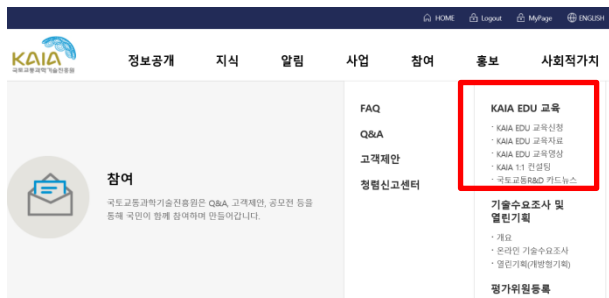 HOME Logout MyPage ENGLISH
KAIA
국토교통과학기술진흥원
정보공개 지식 알림 사업 참여 홍보 사회적가치
참여
국토교통과학기술진흥원은 Q&A, 고객제안, 공모전 등을
통해 국민이 함께 참여하며 만들어갑니다.
FAQ
Q&A
고객제안
청렴신고센터
KAIA EDU 교육
· KAIA EDU 교육신청
· KAIA EDU 교육자료
· KAIA EDU 교육영상
· KAIA 1:1 컨설팅
· 국토교통R&D 카드뉴스
기술수요조사 및
열린기획
· 개요
· 온라인 기술수요조사
· 열린기획(개방형기획)
평가위원등록